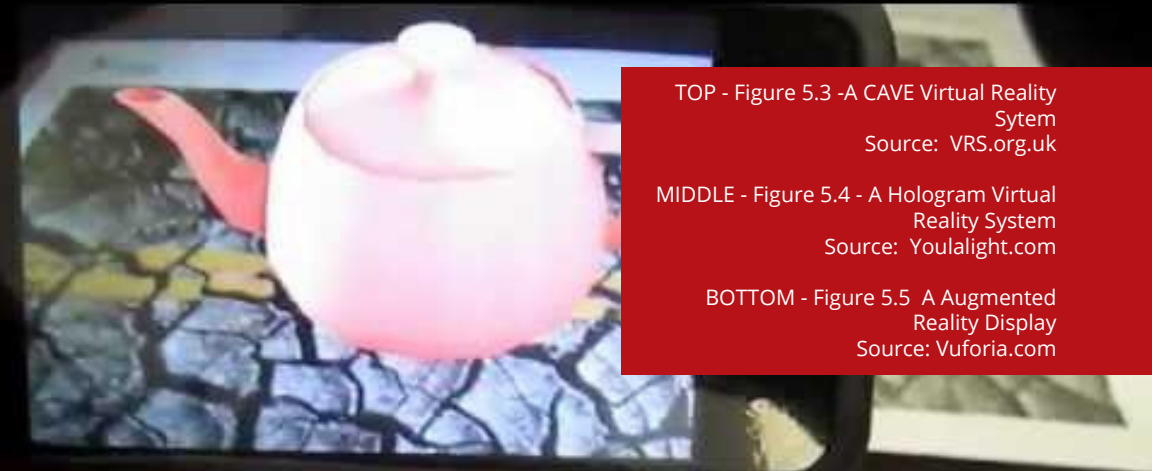 TOP - Figure 5.3 -A CAVE Virtual Reality
Sytem
Source: VRS.org.uk
MIDDLE - Figure 5.4 - A Hologram Virtual
Reality System
Source: Youlalight.com
BOTTOM - Figure 5.5 A Augmented
Reality Display
Source: Vuforia.com